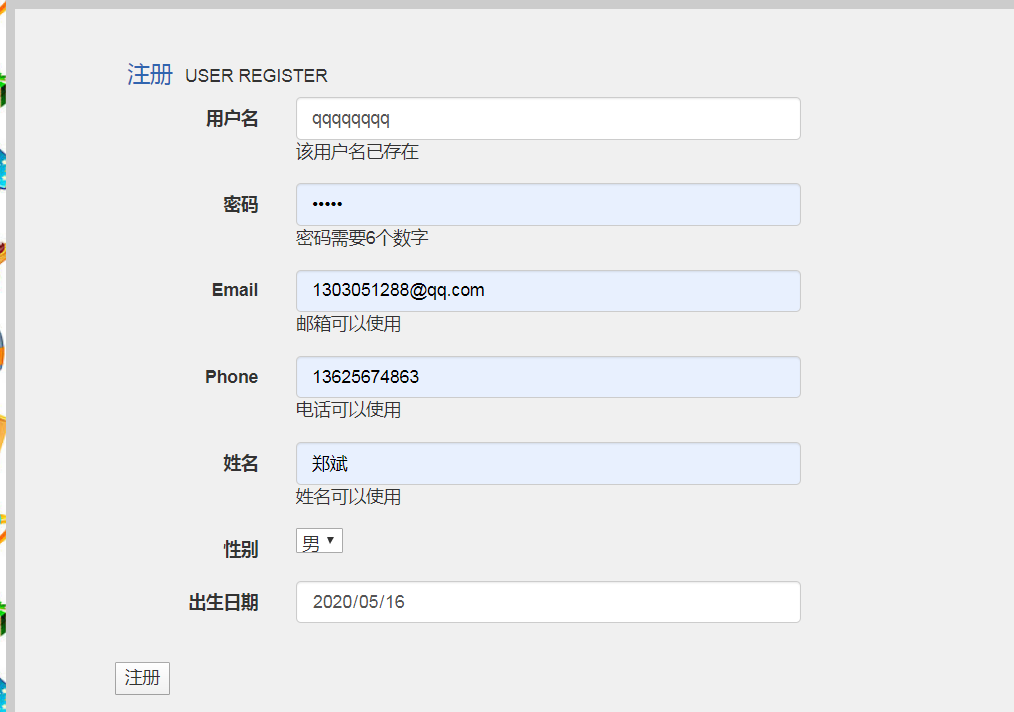 注册 USER REGISTER
用户名 qqqqqqqq
该用户名已存在
密码 •••••
密码需要6个数字
Email 1303051288@qq.com
邮箱可以使用
Phone 13625674863
电话可以使用
姓名 郑斌
姓名可以使用
性别 男
出生日期 2020/05/16
注册